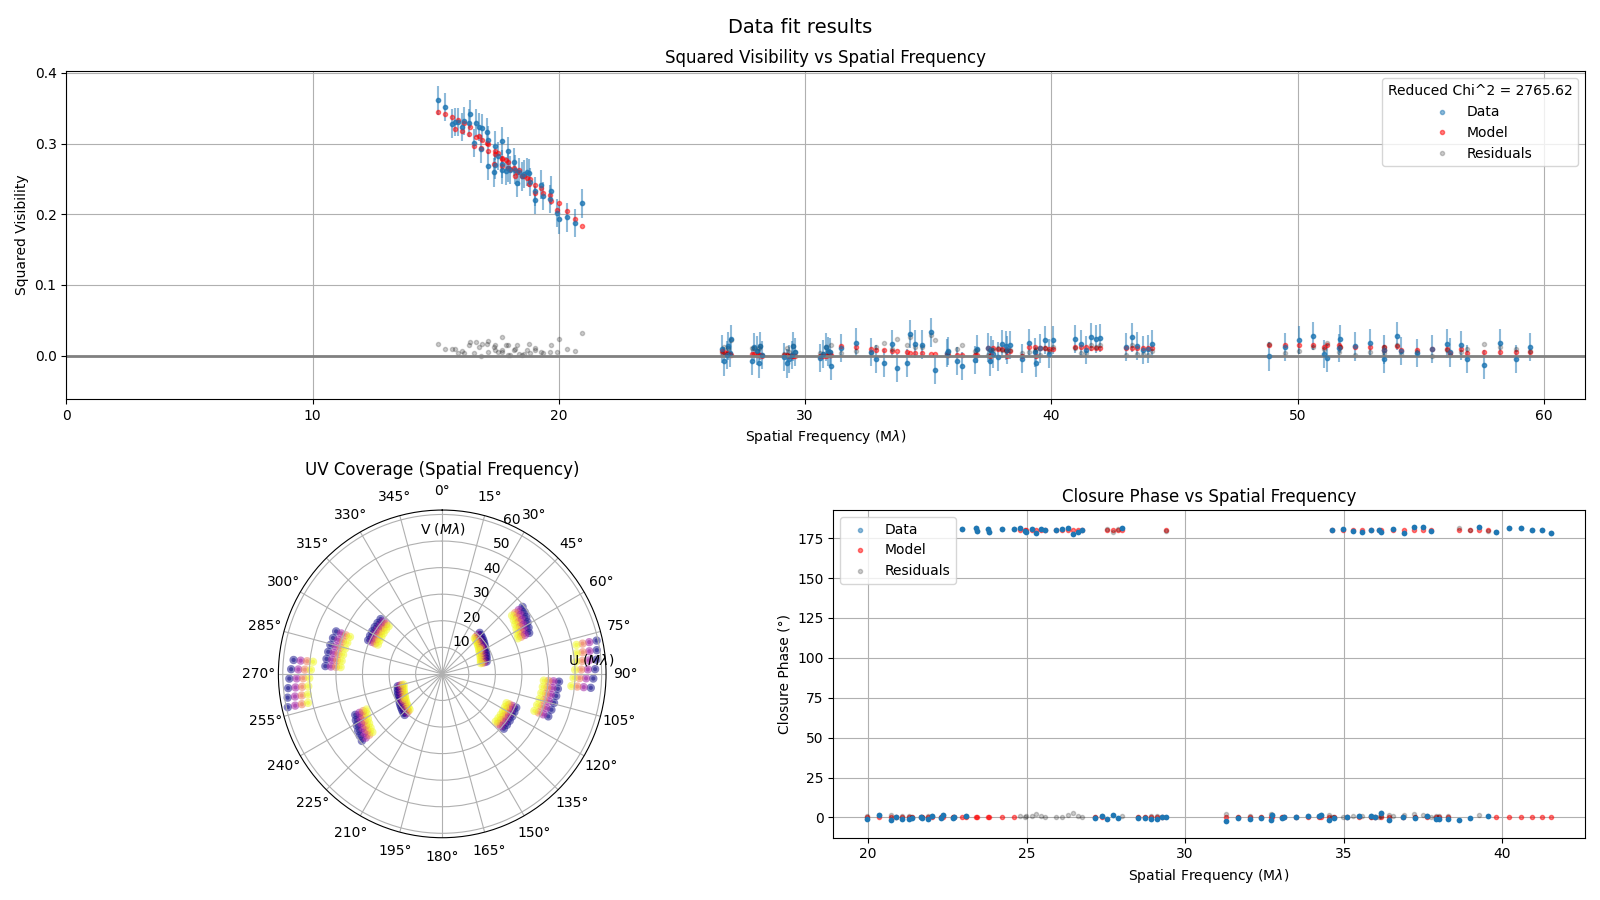 Data fit results
Squared Visibility vs Spatial Frequency
Squared Visibility
0.4
0.3
0.2
0.1
0.0
Reduced Chi^2 = 2765.62
Data
Model
Residuals
0 10 20 30 40 50 60
Spatial Frequency (Mλ)
UV Coverage (Spatial Frequency)
0°
15°
30°
45°
60°
75°
90°
105°
120°
135°
150°
165°
180°
195°
210°
225°
240°
255°
270°
285°
300°
315°
330°
345°
V (Mλ)
U (Mλ)
10
20
30
40
50
60
Closure Phase vs Spatial Frequency
Closure Phase (°)
175
150
125
100
75
50
25
0
Data
Model
Residuals
20 25 30 35 40
Spatial Frequency (Mλ)